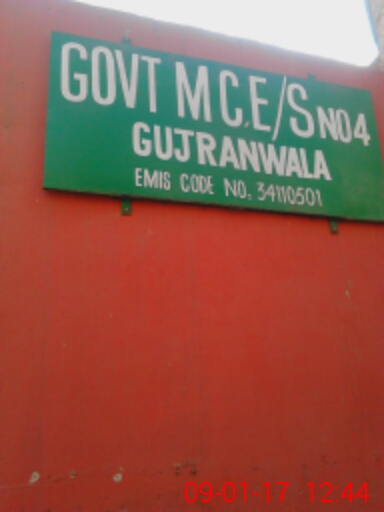 GOVT M C.E/S NO4
GUJRANWALA
EMIS CODE NO: 34110501
09-01-17 12:44